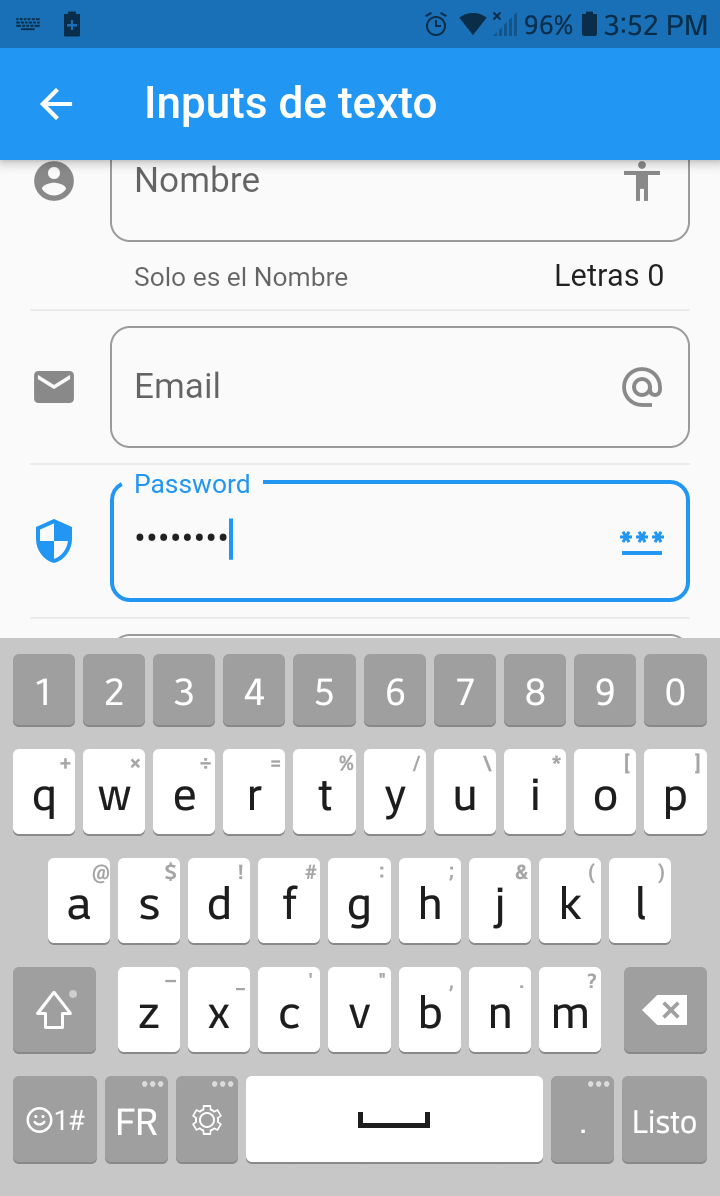 96% 3:52 PM
Inputs de texto
Nombre
Solo es el Nombre Letras 0
Email @
Password
•••••••• ***
1 2 3 4 5 6 7 8 9 0
+ × ÷ = % / \ * [ ]
q w e r t y u i o p
@ $ ! # : ; & ( )
a s d f g h j k l
– _ ' " , . ?
z x c v b n m
1# FR . Listo